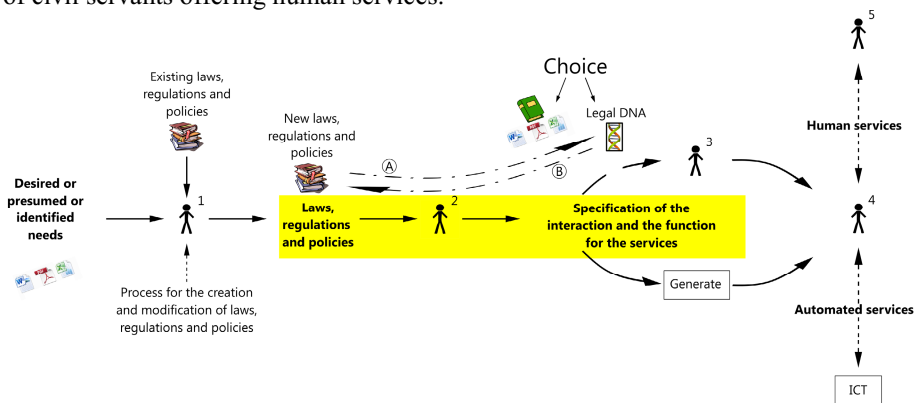 of civil servants offering human services.
5
Choice
Existing laws,
regulations and
policies
New laws,
regulations and
policies
Legal DNA
Human services
A
B
3
Desired or
presumed or
identified
needs
1
Laws,
regulations
and policies
2
Specification of the
interaction and the function
for the services
4
Generate
Process for the creation
and modification of laws,
regulations and policies
Automated services
ICT